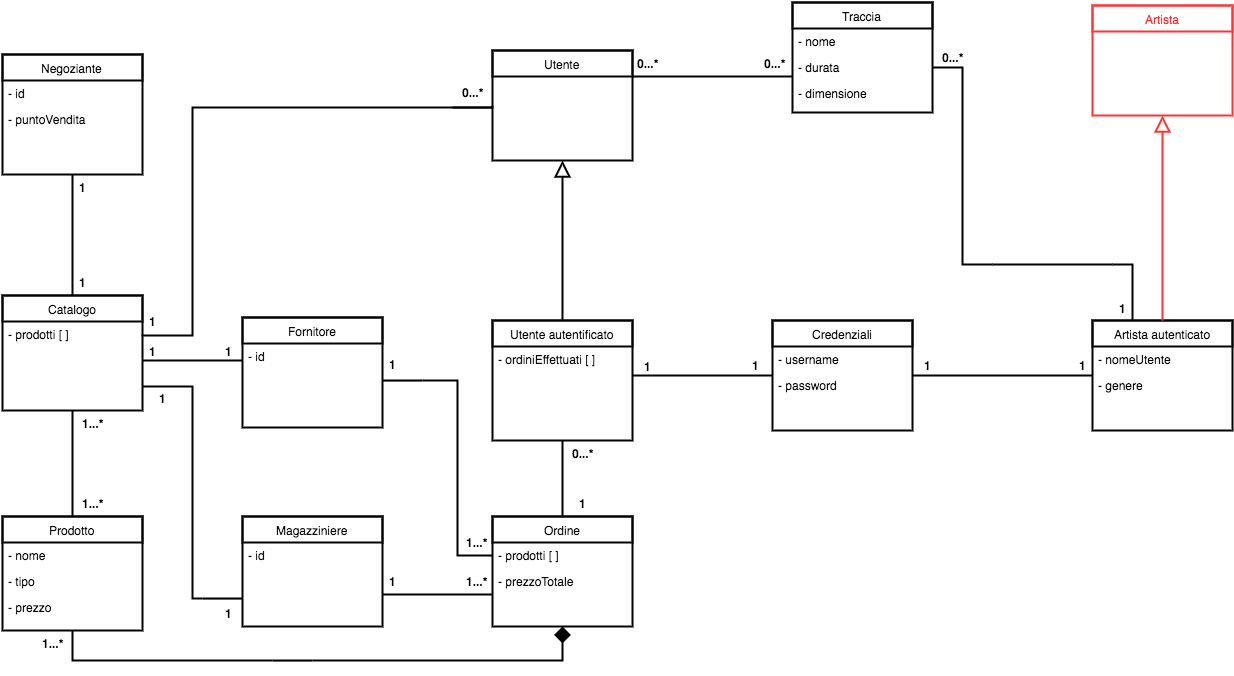 Traccia
- nome
- durata
- dimensione
Artista
Negoziante
- id
- puntoVendita
Utente
0...*
0...*
0...*
0...*
1
1
Catalogo
- prodotti [ ]
1
1
1
Fornitore
- id
1
1
Utente autentificato
- ordiniEffettuati [ ]
1
0...*
1
Credenziali
- username
- password
1
1
1
Artista autenticato
- nomeUtente
- genere
1...*
1...*
Prodotto
- nome
- tipo
- prezzo
1...*
Magazziniere
- id
1
1
1...*
1...*
1
Ordine
- prodotti [ ]
- prezzoTotale